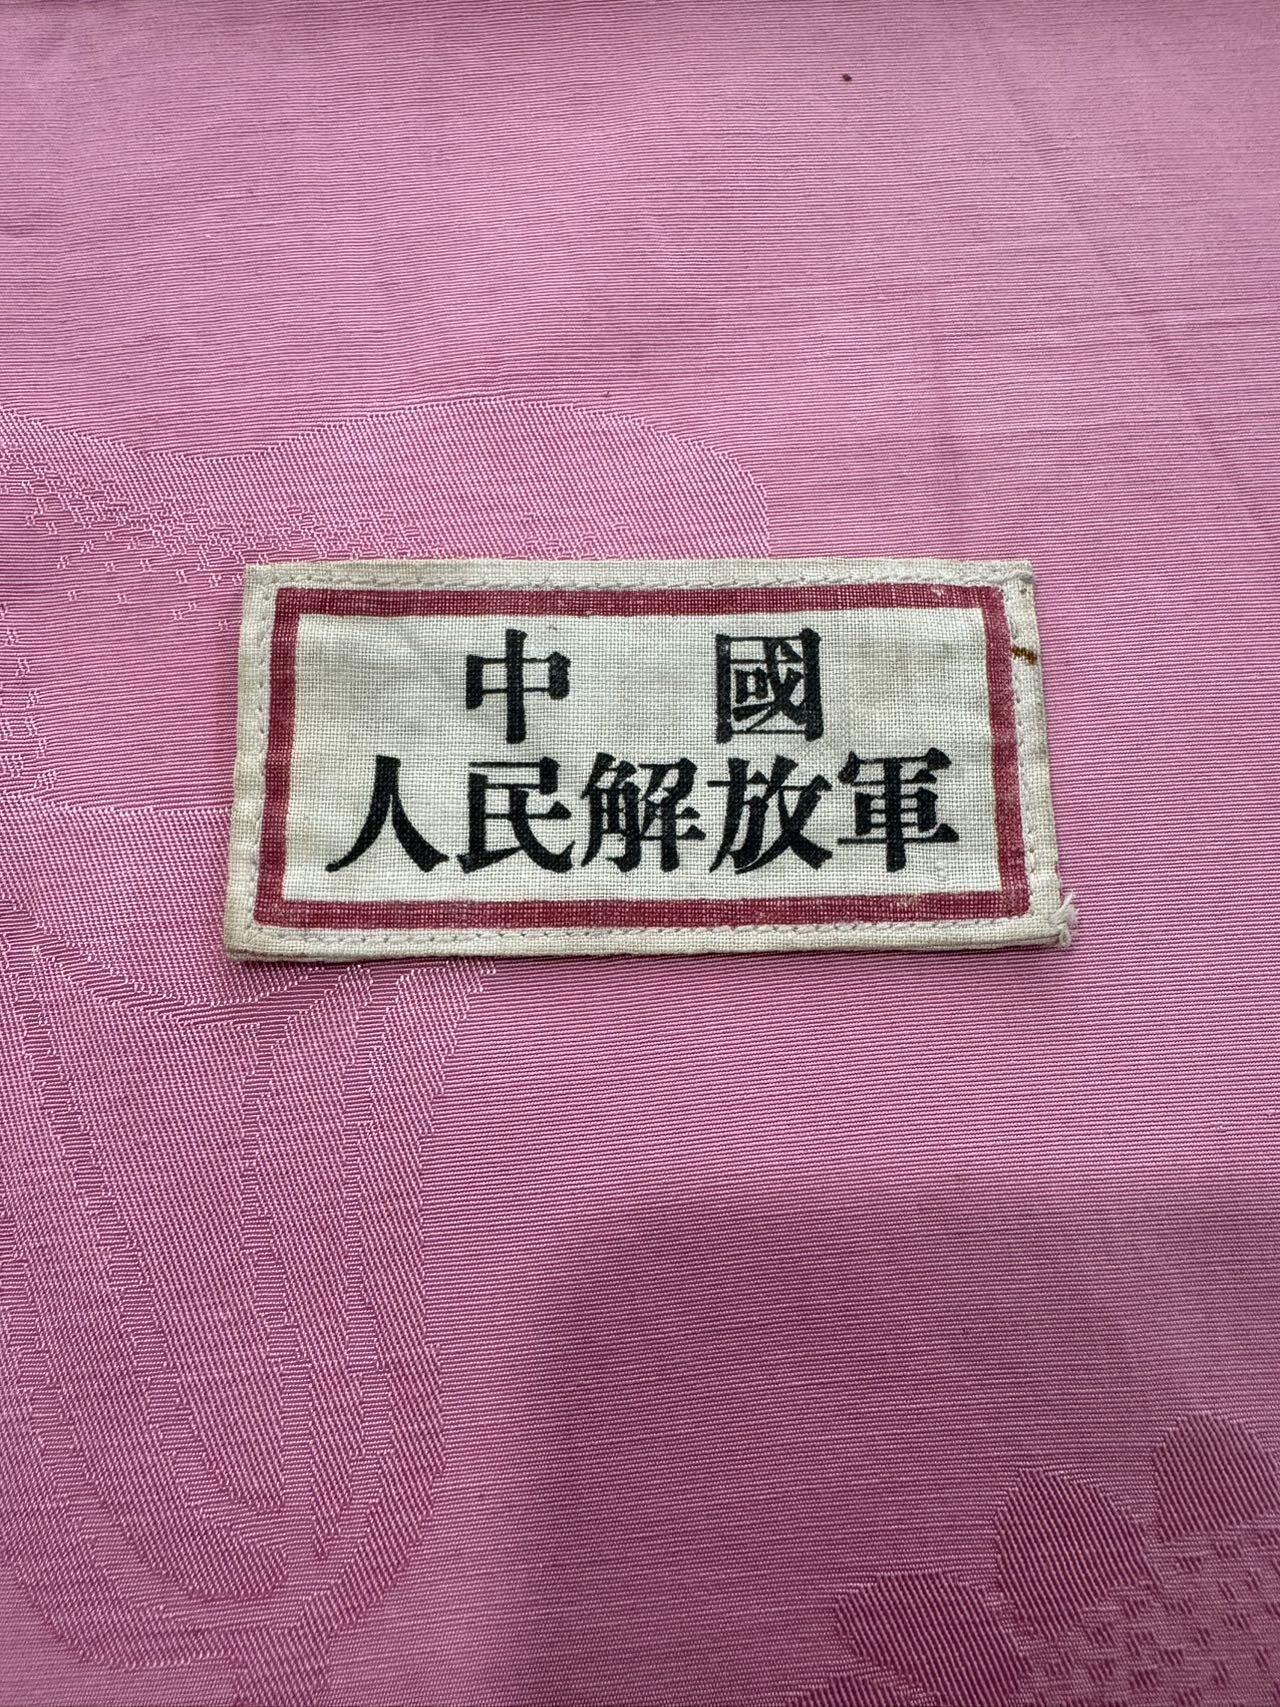 中 國
人民解放軍